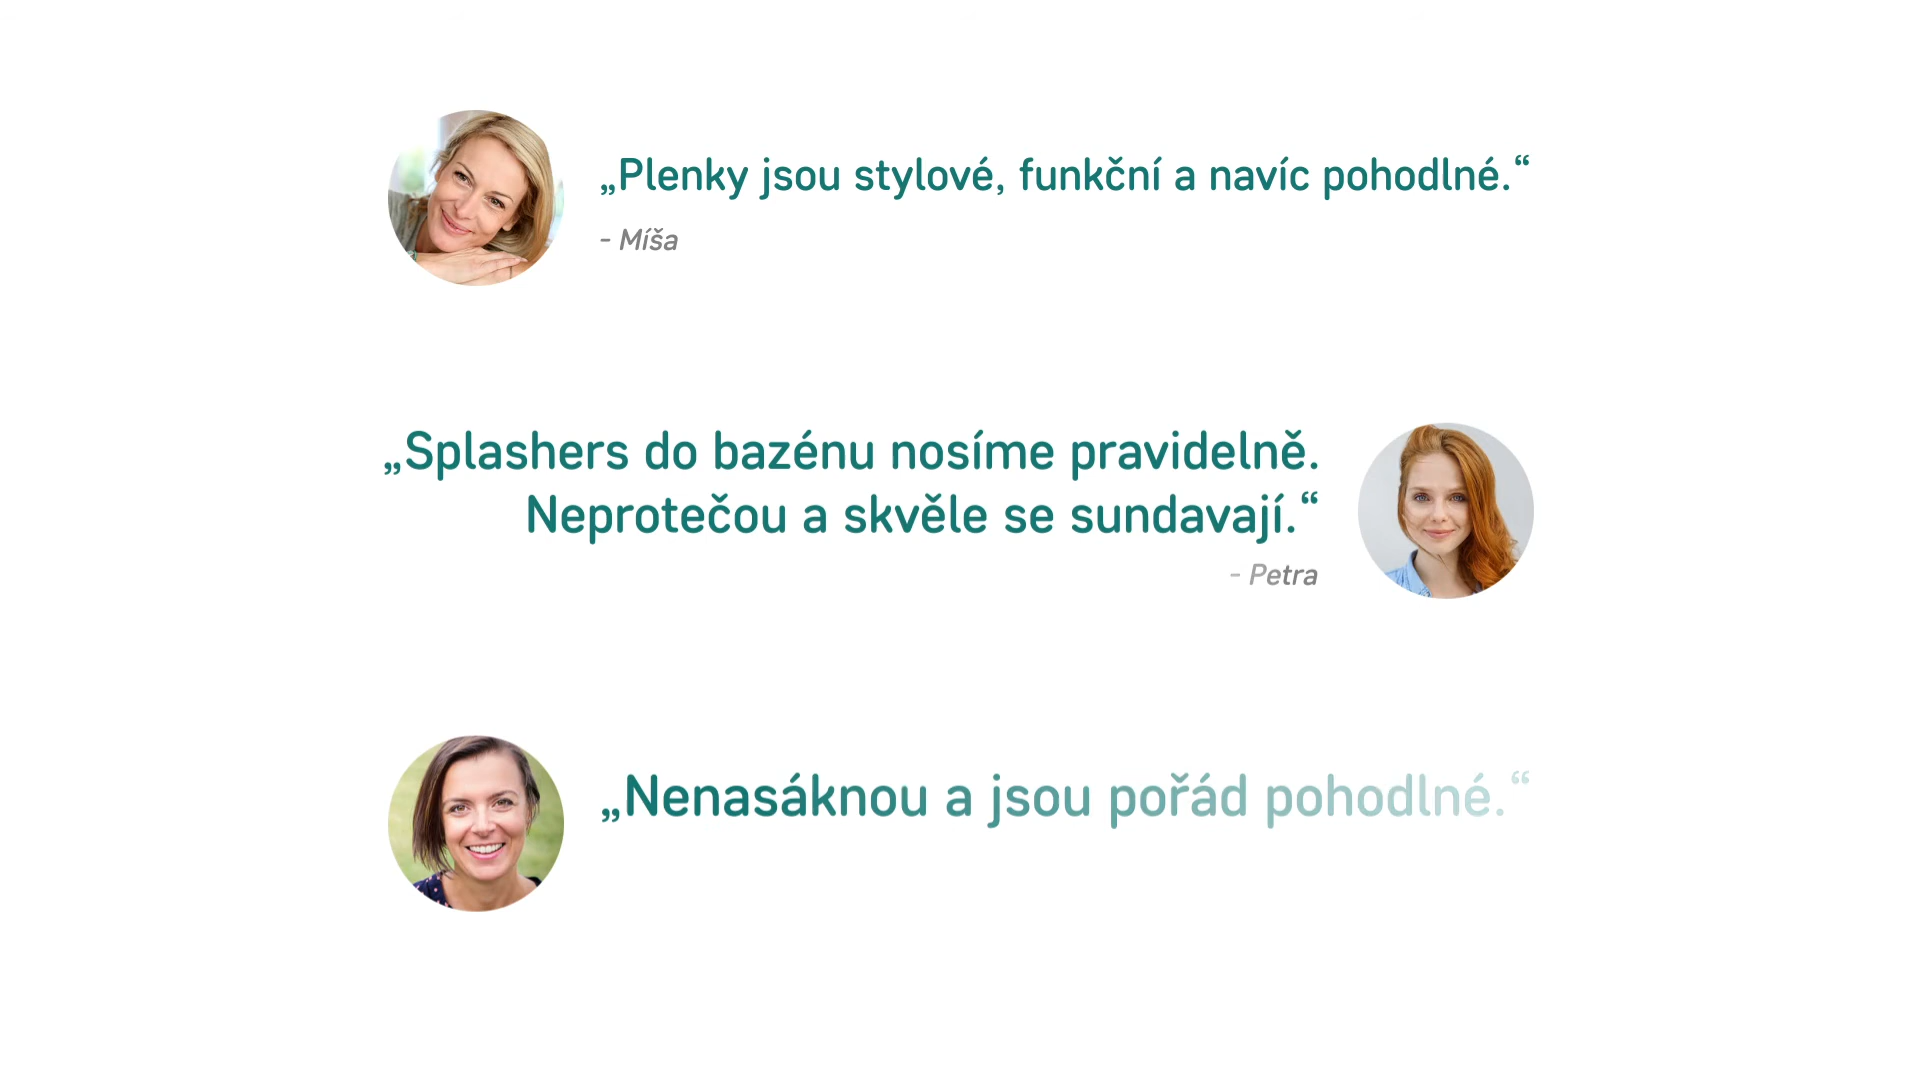 „Plenky jsou stylové, funkční a navíc pohodlné.“
- Míša
„Splashers do bazénu nosíme pravidelně.
Neprotečou a skvěle se sundavají.“
- Petra
„Nenasáknou a jsou pořád pohodlné.“